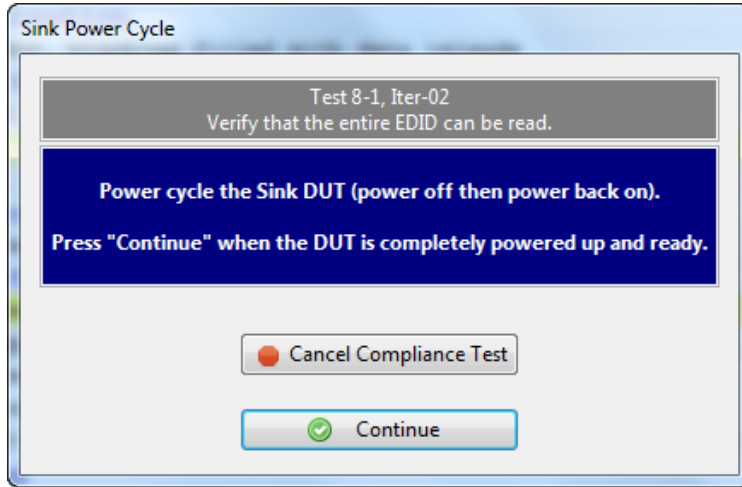 Sink Power Cycle
Test 8-1, Iter-02
Verify that the entire EDID can be read.
Power cycle the Sink DUT (power off then power back on).
Press "Continue" when the DUT is completely powered up and ready.
Cancel Compliance Test
Continue